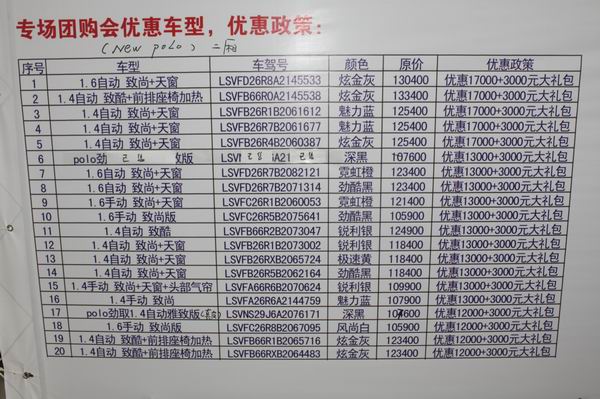 专场团购会优惠车型，优惠政策：
(New polo) 二厢
序号 车型 车驾号 颜色 原价 优惠政策
1 1.6自动 致尚+天窗 LSVFD26R8A2145533 炫金灰 130400 优惠17000+3000元大礼包
2 1.4自动 致酷+前排座椅加热 LSVFB66R0A2145538 炫金灰 133400 优惠17000+3000元大礼包
3 1.4自动 致尚+天窗 LSVFB26R1B2061612 魅力蓝 125400 优惠17000+3000元大礼包
4 1.4自动 致尚+天窗 LSVFB26R7B2061677 魅力蓝 125400 优惠17000+3000元大礼包
5 1.4自动 致尚+天窗 LSVFB26R4B2060387 炫金灰 125400 优惠17000+3000元大礼包
6 polo劲 致版 LSV A21 深黑 107600 优惠13000+3000元大礼包
7 1.6自动 致尚+天窗 LSVFD26R7B2082121 霓虹橙 123400 优惠13000+3000元大礼包
8 1.6自动 致尚+天窗 LSVFD26R7B2071314 劲酷黑 123400 优惠13000+3000元大礼包
9 1.6手动 致尚+天窗 LSVFC26R1B2060053 霓虹橙 121400 优惠13000+3000元大礼包
10 1.6手动 致尚版 LSVFC26R5B2075641 劲酷黑 105900 优惠12000+3000元大礼包
11 1.4自动 致酷 LSVFB66R2B2073047 锐利银 124900 优惠12000+3000元大礼包
12 1.4自动 致尚+天窗 LSVFB26R1B2073002 锐利银 118400 优惠12000+3000元大礼包
13 1.4自动 致尚+天窗 LSVFB26RXB2065724 极速黄 118400 优惠12000+3000元大礼包
14 1.4自动 致尚+天窗 LSVFB26R5B2062164 劲酷黑 118400 优惠12000+3000元大礼包
15 1.4手动 致尚+天窗+头部气帘 LSVFA66R6B2070624 锐利银 109900 优惠12000+3000元大礼包
16 1.4手动 致尚 LSVFA26R6A2144759 魅力蓝 107900 优惠12000+3000元大礼包
17 polo劲取1.4自动雅致版 LSVNS29J6A2076171 深黑 107600 优惠12000+3000元大礼包
18 1.6手动 致尚版 LSVFC26R8B2067095 风尚白 105900 优惠12000+3000元大礼包
19 1.4自动 致酷+前排座椅加热 LSVFB66R1B2065716 炫金灰 123400 优惠12000+3000元大礼包
20 1.4自动 致酷+前排座椅加热 LSVFB66RXB2064483 炫金灰 123400 优惠12000+3000元大礼包